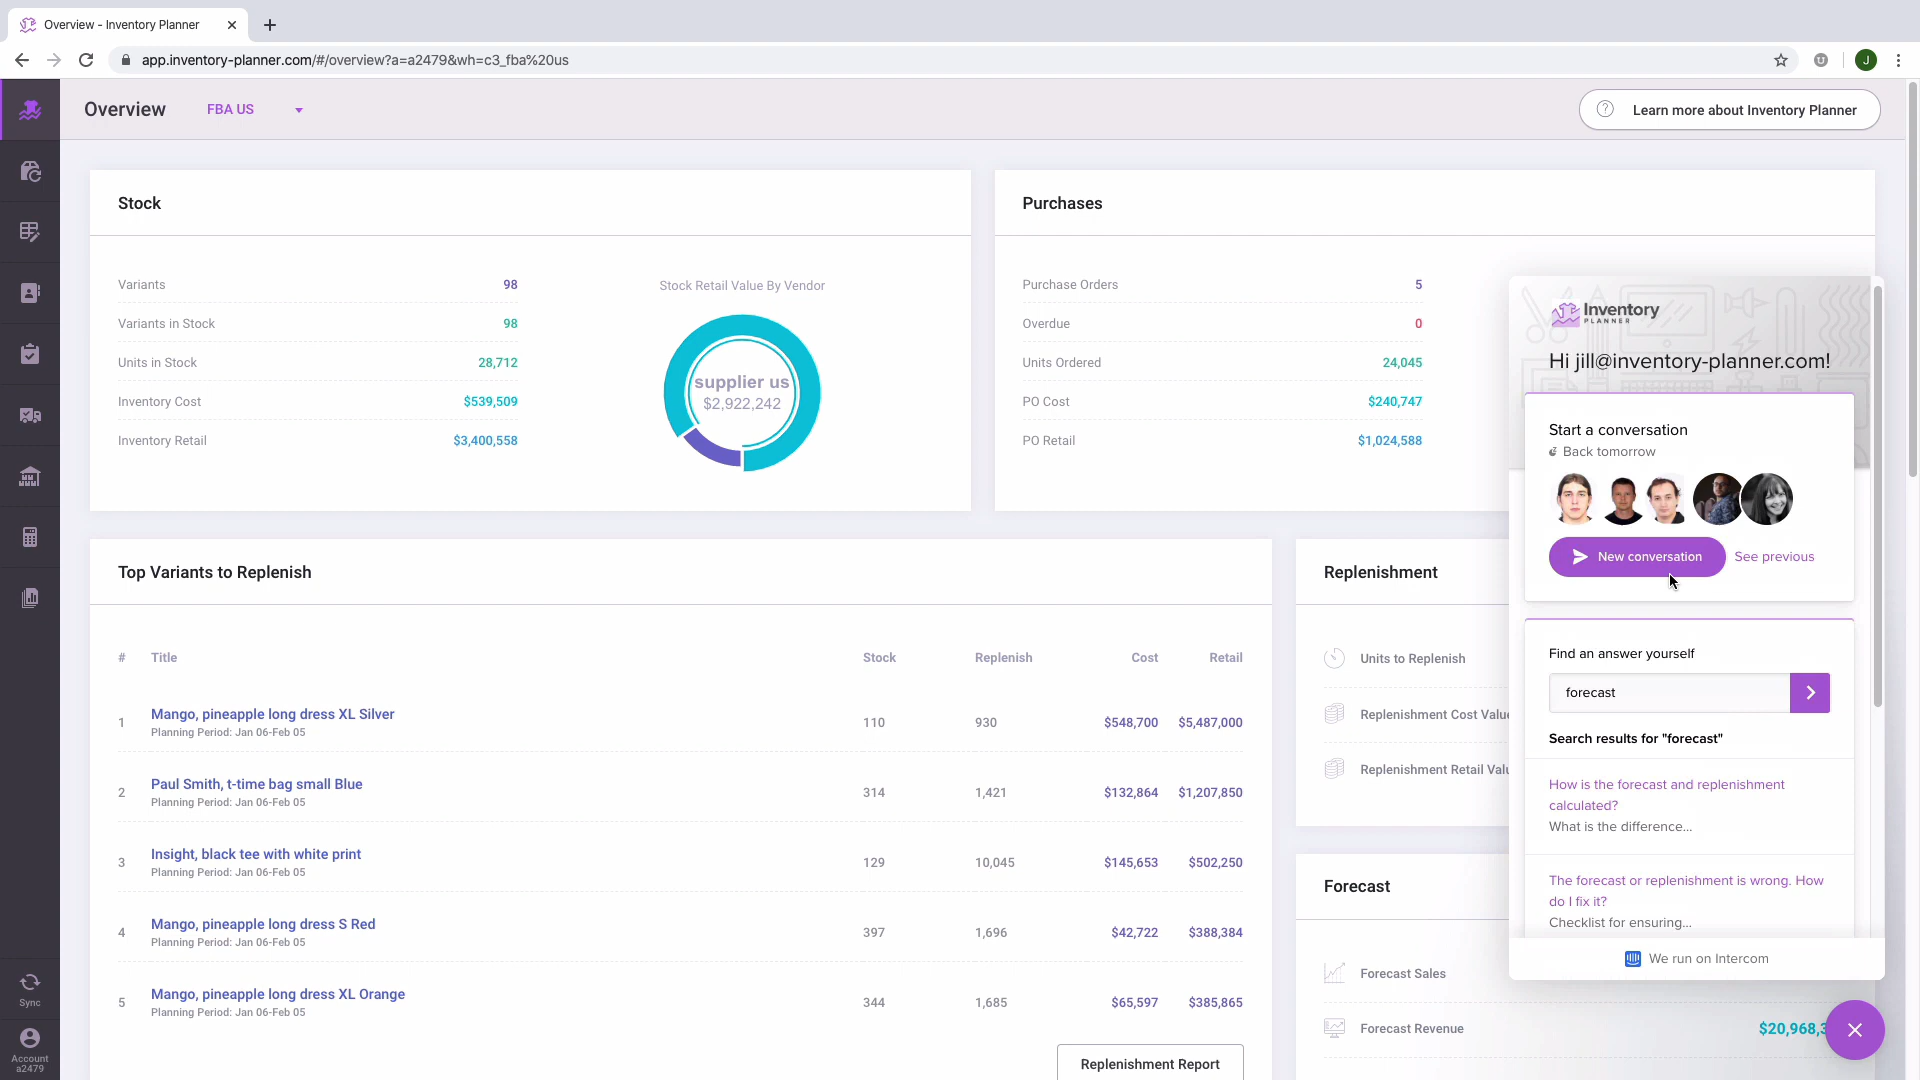 Overview - Inventory Planner
app.inventory-planner.com/#/overview?a=a2479&wh=c3_fba%20us
J
Overview
FBA US
Learn more about Inventory Planner
Stock
Variants 98
Variants in Stock 98
Units in Stock 28,712
Inventory Cost $539,509
Inventory Retail $3,400,558
Stock Retail Value By Vendor
supplier us
$2,922,242
Purchases
Purchase Orders 5
Overdue 0
Units Ordered 24,045
PO Cost $240,747
PO Retail $1,024,588
Top Variants to Replenish
# Title Stock Replenish Cost Retail
1 Mango, pineapple long dress XL Silver 110 930 $548,700 $5,487,000
Planning Period: Jan 06-Feb 05
2 Paul Smith, t-time bag small Blue 314 1,421 $132,864 $1,207,850
Planning Period: Jan 06-Feb 05
3 Insight, black tee with white print 129 10,045 $145,653 $502,250
Planning Period: Jan 06-Feb 05
4 Mango, pineapple long dress S Red 397 1,696 $42,722 $388,384
Planning Period: Jan 06-Feb 05
5 Mango, pineapple long dress XL Orange 344 1,685 $65,597 $385,865
Planning Period: Jan 06-Feb 05
Replenishment Report
Replenishment
Units to Replenish
Replenishment Cost Value
Replenishment Retail Valu
Forecast
Forecast Sales
Forecast Revenue $20,968,3
Inventory
PLANNER
Hi jill@inventory-planner.com!
Start a conversation
Back tomorrow
New conversation
See previous
Find an answer yourself
forecast
Search results for "forecast"
How is the forecast and replenishment
calculated?
What is the difference...
The forecast or replenishment is wrong. How
do I fix it?
Checklist for ensuring...
We run on Intercom
Sync
Account
a2479